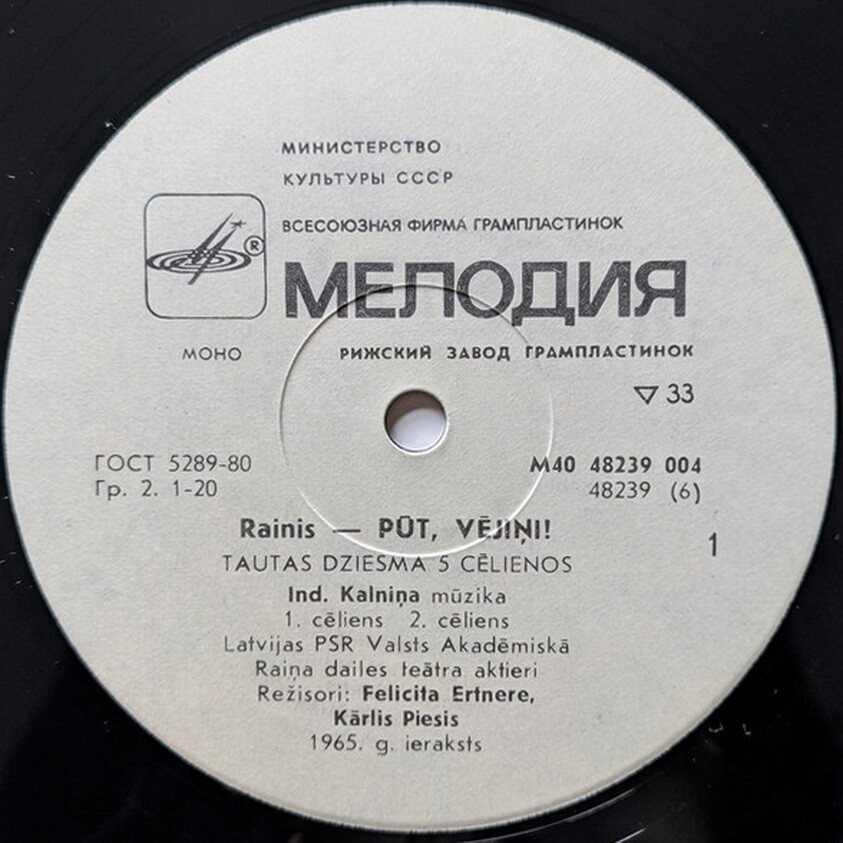 МИНИСТЕРСТВО
КУЛЬТУРЫ СССР
ВСЕСОЮЗНАЯ ФИРМА ГРАМПЛАСТИНОК
®
МЕЛОДИЯ
МОНО РИЖСКИЙ ЗАВОД ГРАМПЛАСТИНОК
▽ 33
ГОСТ 5289-80 М40 48239 004
Гр. 2. 1-20 48239 (6)
Rainis — PŪT, VĒJIŅI!
1
TAUTAS DZIESMA 5 CĒLIENOS
Ind. Kalniņa mūzika
1. cēliens 2. cēliens
Latvijas PSR Valsts Akadēmiskā
Raiņa dailes teātra aktieri
Režisori: Felicita Ertnere,
Kārlis Piesis
1965. g. ieraksts